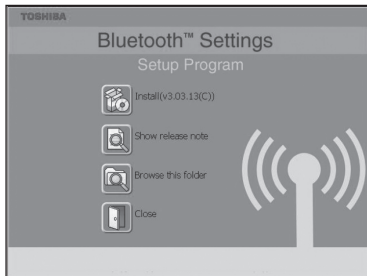 TOSHIBA
Bluetooth™ Settings
Setup Program
Install(v3.03.13(C))
Show release note
Browse this folder
Close